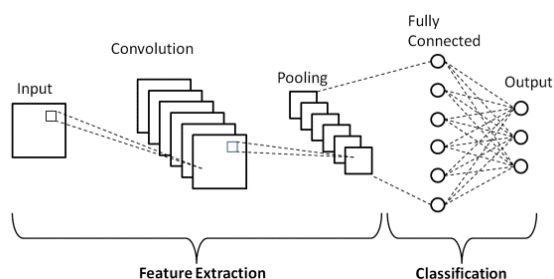 Input
Convolution
Pooling
Fully
Connected
Output
Feature Extraction
Classification